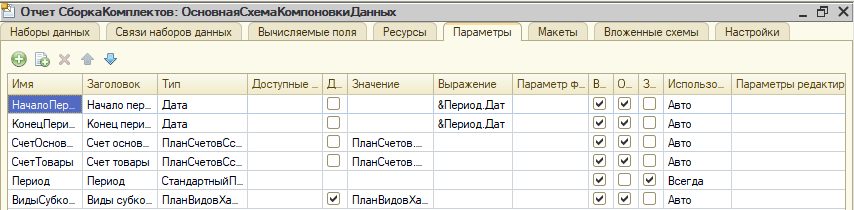 Отчет СборкаКомплектов: ОсновнаяСхемаКомпоновкиДанных
Наборы данных Связи наборов данных Вычисляемые поля Ресурсы Параметры Макеты Вложенные схемы Настройки
Имя Заголовок Тип Доступные ... Д... Значение Выражение Параметр ф... В... О... З... Использо... Параметры редактир
НачалоПер... Начало пер... Дата &Период.Дат Авто
КонецПери... Конец пери... Дата &Период.Дат Авто
СчетОснов... Счет основ... ПланСчетовСс... ПланСчетов.... Авто
СчетТовары Счет товары ПланСчетовСс... ПланСчетов.... Авто
Период Период СтандартныйП... Всегда
ВидыСубко... Виды субко... ПланВидовХа... ПланВидовХа... Авто